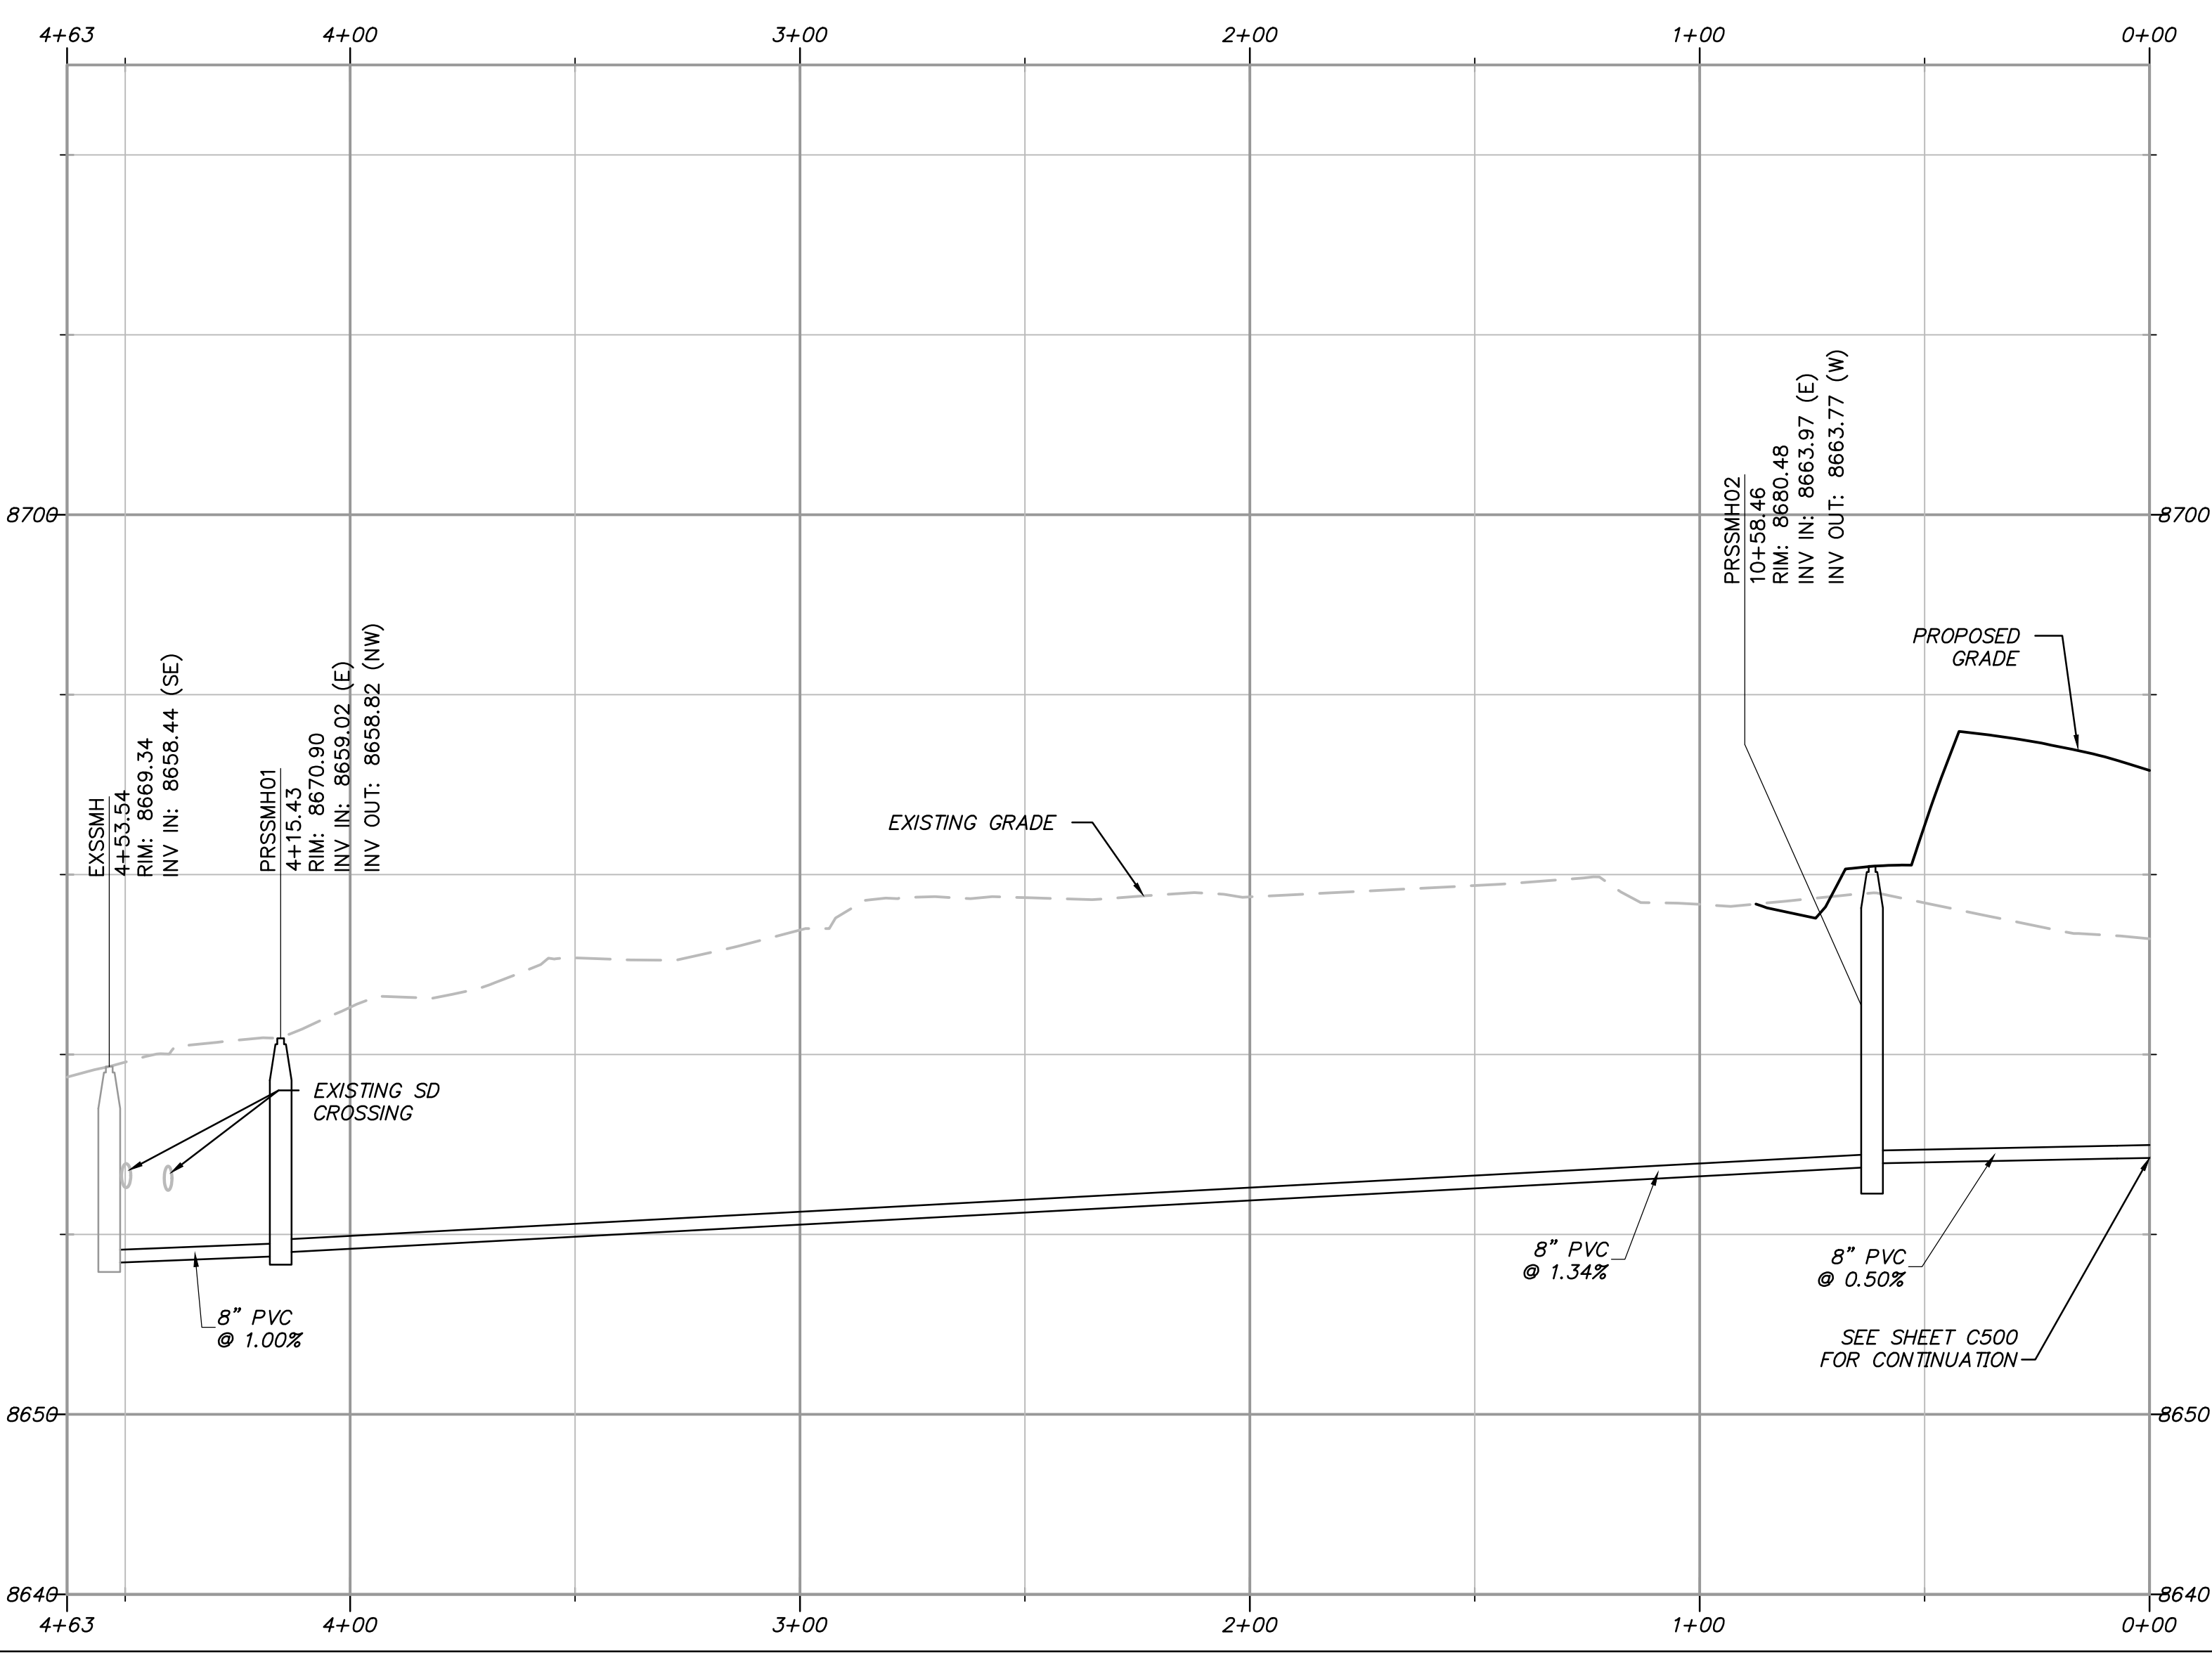 4+63
4+00
3+00
2+00
1+00
0+00
8700
8700
PRSSMH02
10+58.46
RIM: 8680.48
INV IN: 8663.97 (E)
INV OUT: 8663.77 (W)
PROPOSED
GRADE
EXSSMH
4+53.54
RIM: 8669.34
INV IN: 8658.44 (SE)
PRSSMH01
4+15.43
RIM: 8670.90
INV IN: 8659.02 (E)
INV OUT: 8658.82 (NW)
EXISTING GRADE
EXISTING SD
CROSSING
8" PVC
@ 1.00%
8" PVC
@ 1.34%
8" PVC
@ 0.50%
SEE SHEET C500
FOR CONTINUATION
8650
8650
8640
8640
4+63
4+00
3+00
2+00
1+00
0+00